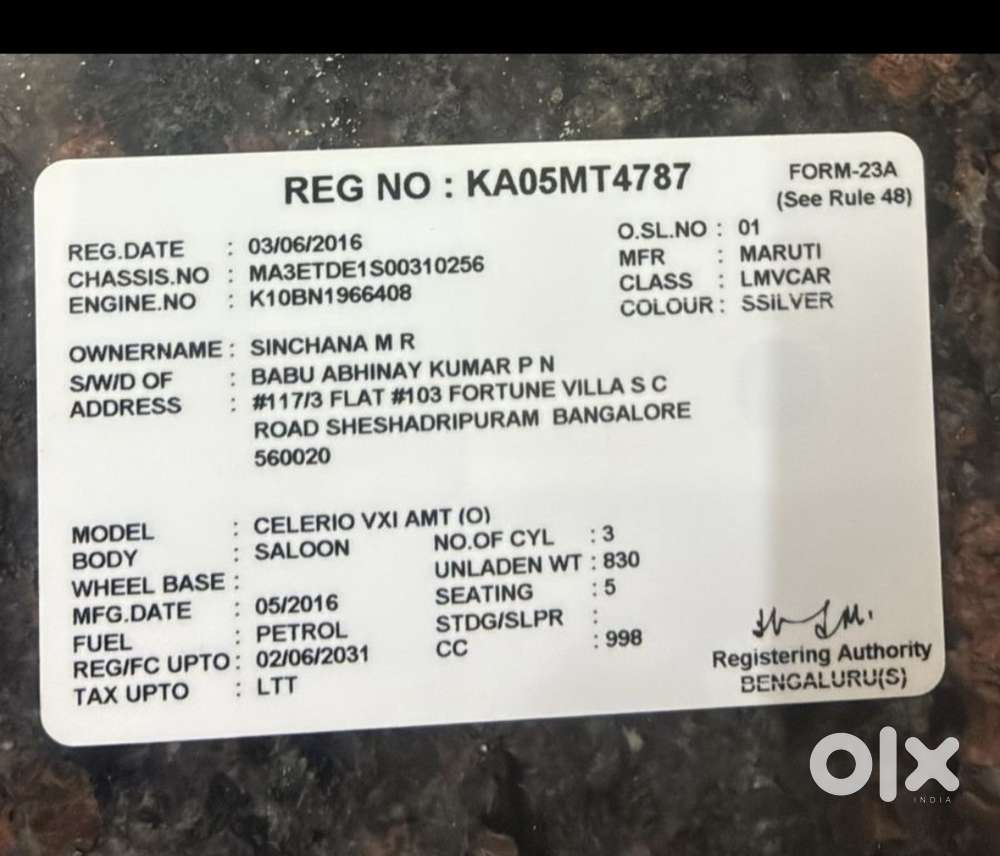 REG NO : KA05MT4787
FORM-23A
(See Rule 48)
REG.DATE : 03/06/2016
O.SL.NO : 01
CHASSIS.NO : MA3ETDE1S00310256
MFR : MARUTI
ENGINE.NO : K10BN1966408
CLASS : LMVCAR
COLOUR : SSILVER
OWNERNAME : SINCHANA M R
S/W/D OF : BABU ABHINAY KUMAR P N
ADDRESS : #117/3 FLAT #103 FORTUNE VILLA S C
ROAD SHESHADRIPURAM BANGALORE
560020
MODEL : CELERIO VXI AMT (O)
BODY : SALOON
NO.OF CYL : 3
WHEEL BASE :
UNLADEN WT : 830
MFG.DATE : 05/2016
SEATING : 5
FUEL : PETROL
STDG/SLPR :
REG/FC UPTO : 02/06/2031
CC : 998
TAX UPTO : LTT
Registering Authority
BENGALURU(S)
olx
INDIA